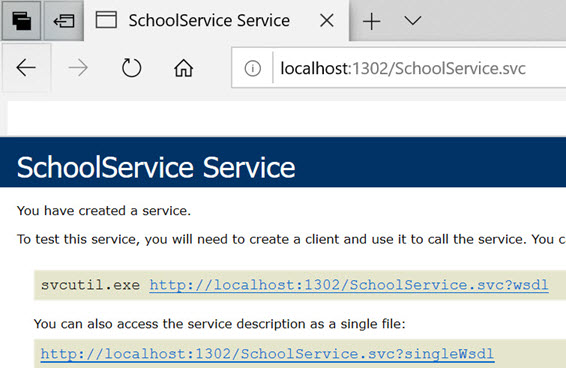 SchoolService Service
localhost:1302/SchoolService.svc
SchoolService Service
You have created a service.
To test this service, you will need to create a client and use it to call the service. You c
svcutil.exe http://localhost:1302/SchoolService.svc?wsdl
You can also access the service description as a single file:
http://localhost:1302/SchoolService.svc?singleWsdl